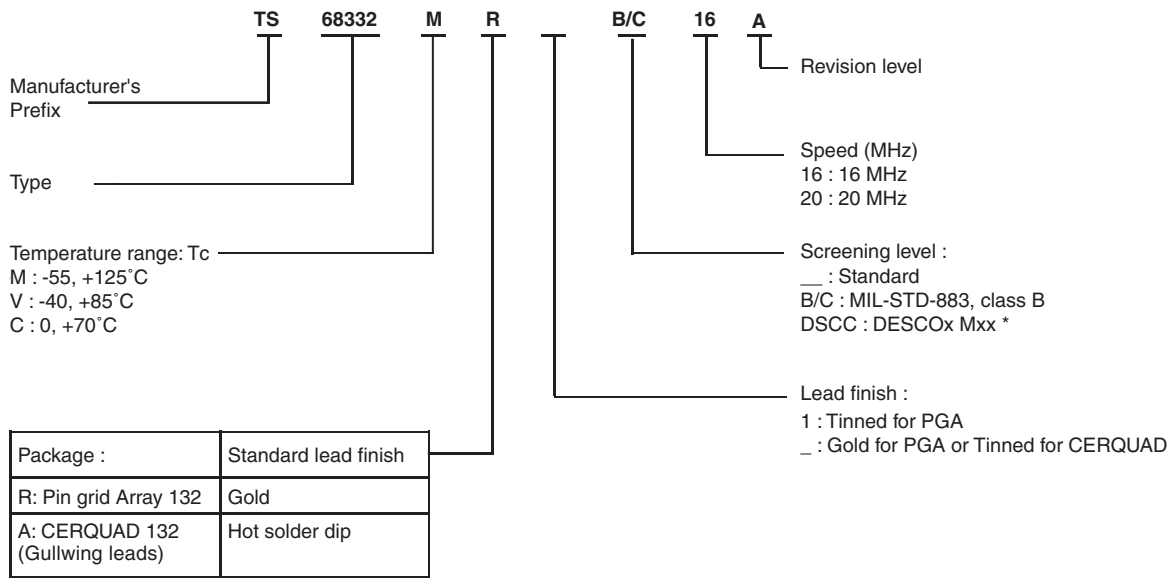 TS 68332 M R _ B/C 16 A
Manufacturer's
Prefix
Type
Temperature range: Tc
M : -55, +125˚C
V : -40, +85˚C
C : 0, +70˚C
Package : Standard lead finish
R: Pin grid Array 132 Gold
A: CERQUAD 132 Hot solder dip
(Gullwing leads)
Revision level
Speed (MHz)
16 : 16 MHz
20 : 20 MHz
Screening level :
__ : Standard
B/C : MIL-STD-883, class B
DSCC : DESCOx Mxx *
Lead finish :
1 : Tinned for PGA
_ : Gold for PGA or Tinned for CERQUAD